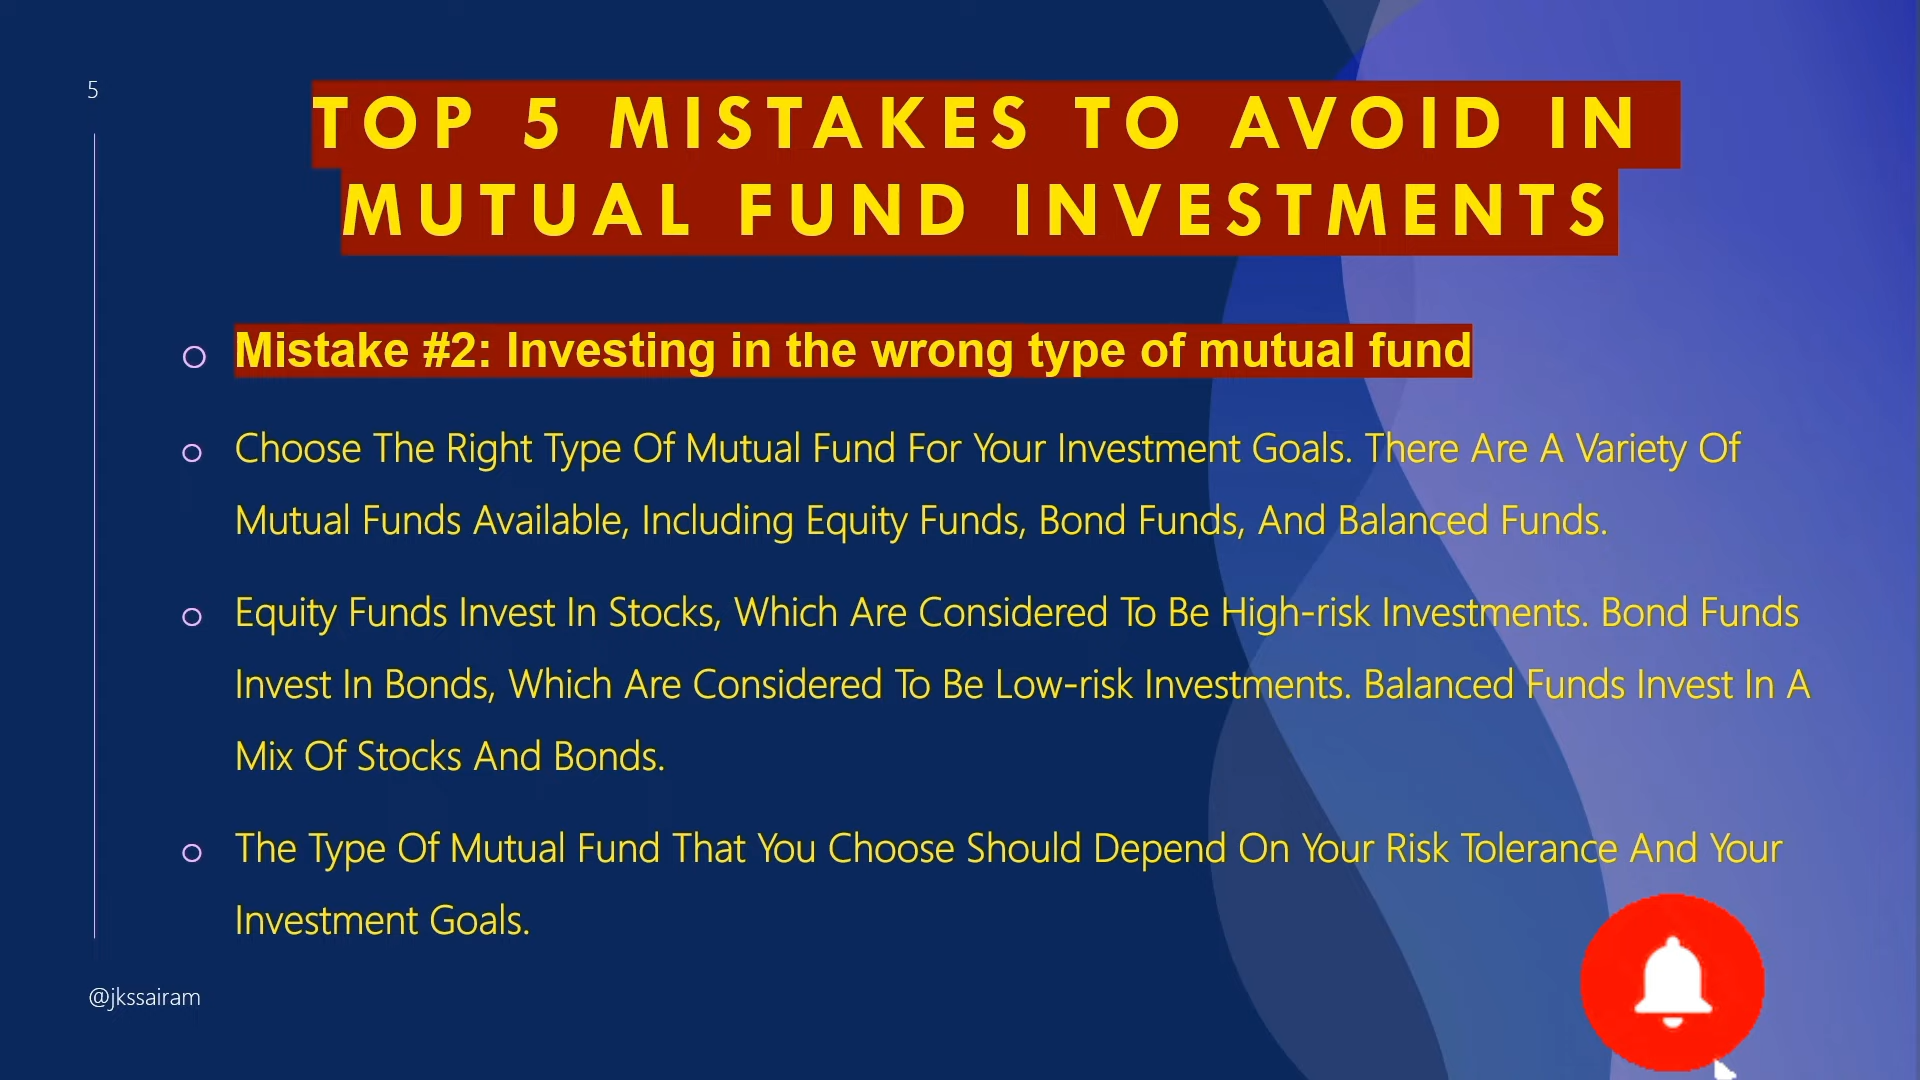 5
TOP 5 MISTAKES TO AVOID IN
MUTUAL FUND INVESTMENTS
Mistake #2: Investing in the wrong type of mutual fund
Choose The Right Type Of Mutual Fund For Your Investment Goals. There Are A Variety Of
Mutual Funds Available, Including Equity Funds, Bond Funds, And Balanced Funds.
Equity Funds Invest In Stocks, Which Are Considered To Be High-risk Investments. Bond Funds
Invest In Bonds, Which Are Considered To Be Low-risk Investments. Balanced Funds Invest In A
Mix Of Stocks And Bonds.
The Type Of Mutual Fund That You Choose Should Depend On Your Risk Tolerance And Your
Investment Goals.
@jkssairam